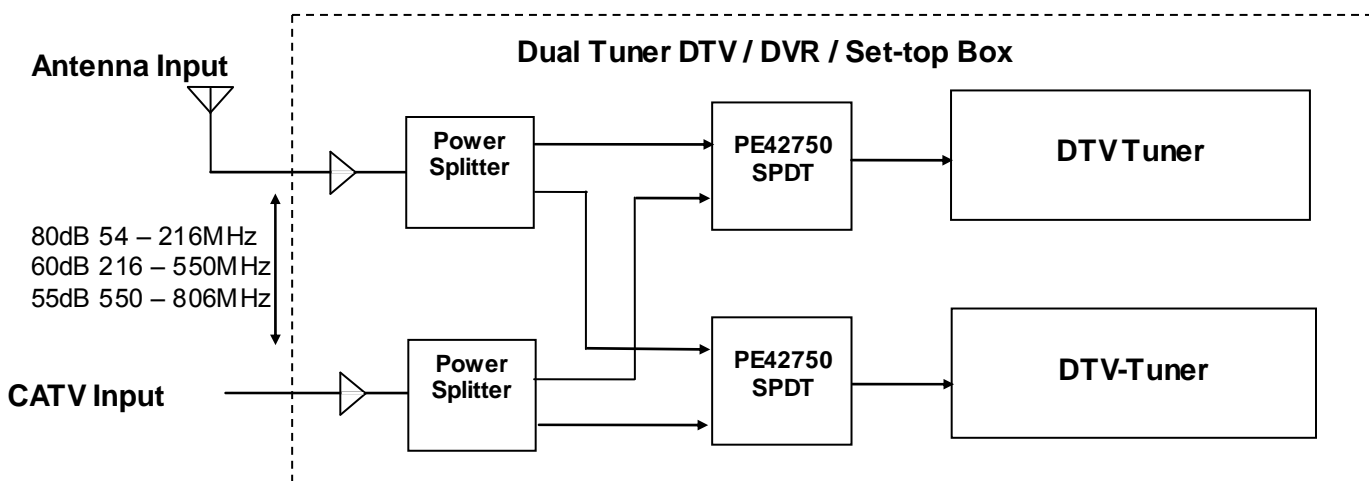 Dual Tuner DTV / DVR / Set-top Box
Antenna Input
Power
Splitter
PE42750
SPDT
DTV Tuner
80dB 54 – 216MHz
60dB 216 – 550MHz
55dB 550 – 806MHz
Power
Splitter
PE42750
SPDT
DTV-Tuner
CATV Input